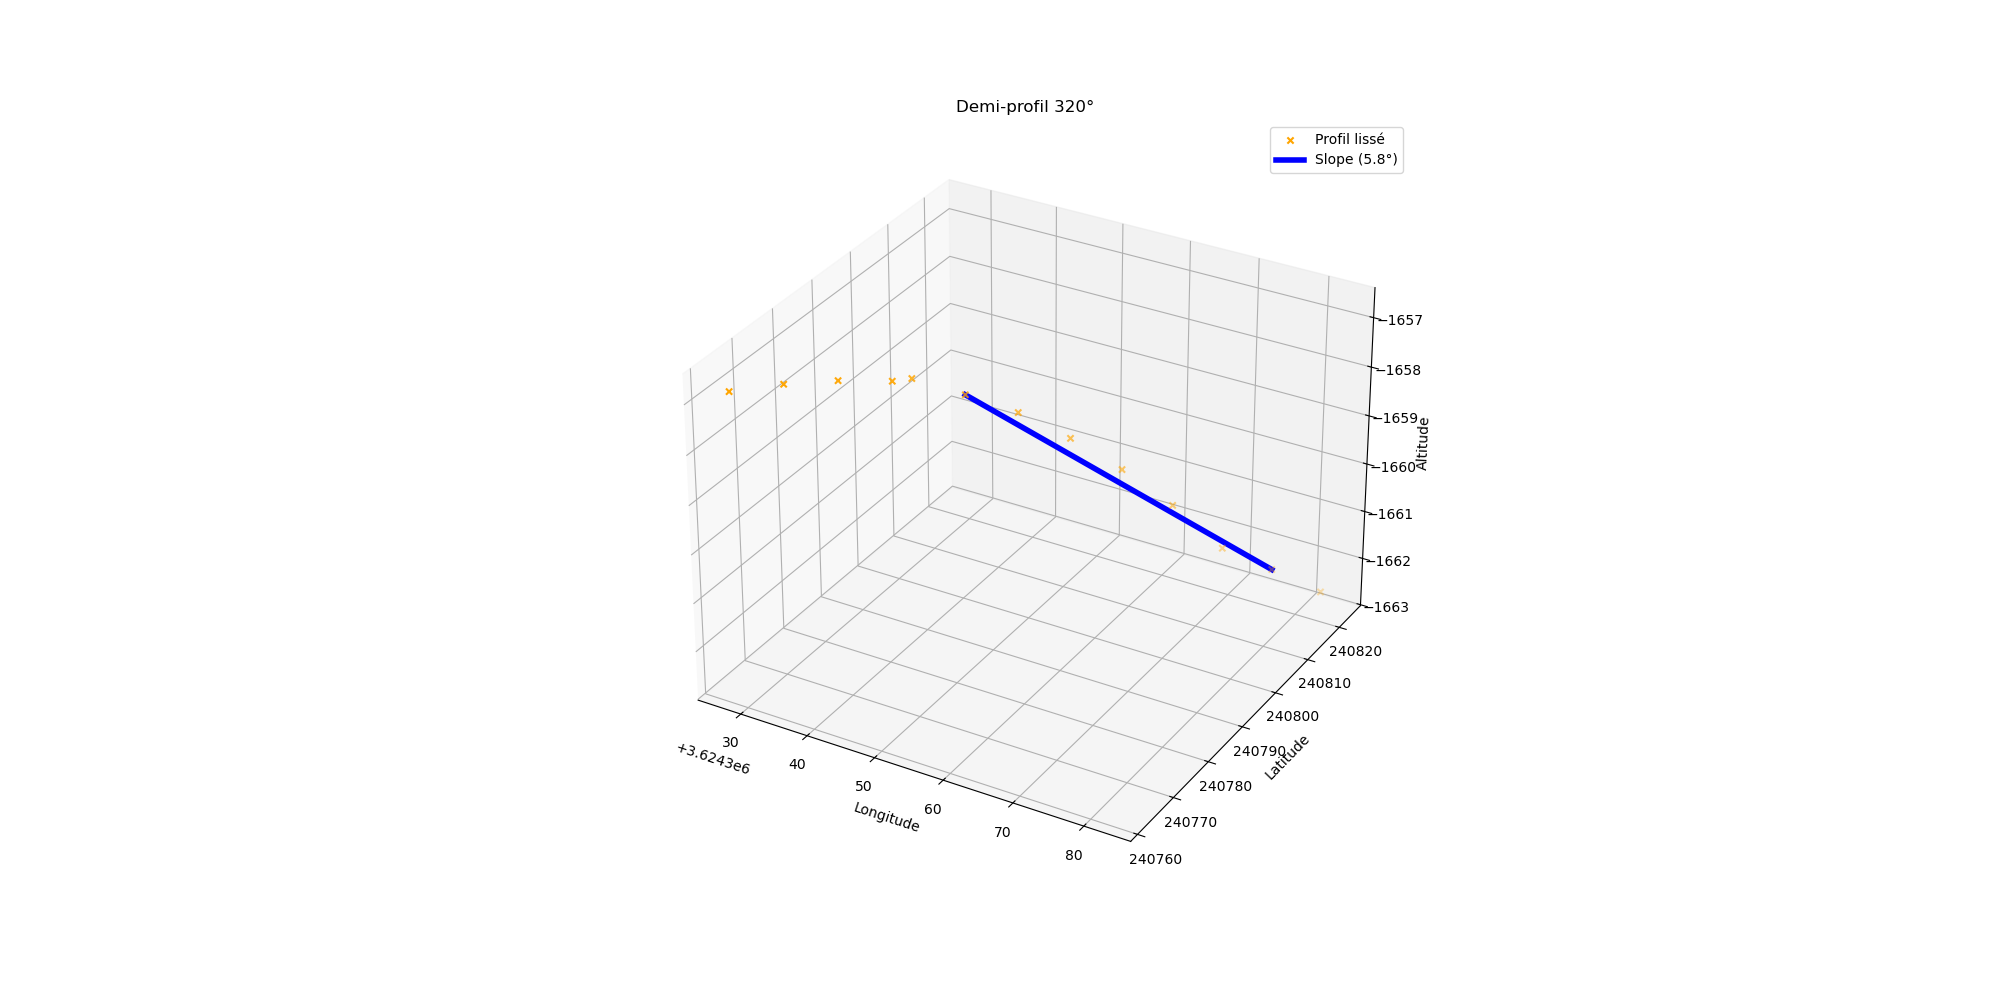 Demi-profil 320°
Profil lissé
Slope (5.8°)
−1657
−1658
−1659
−1660
−1661
−1662
−1663
Altitude
240820
240810
240800
240790
240780
240770
240760
Latitude
30
40
50
60
70
80
+3.6243e6
Longitude